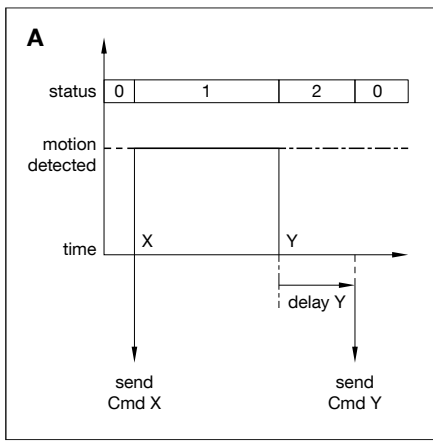 A
status 0 1 2 0
motion
detected
X Y
time
delay Y
send send
Cmd X Cmd Y